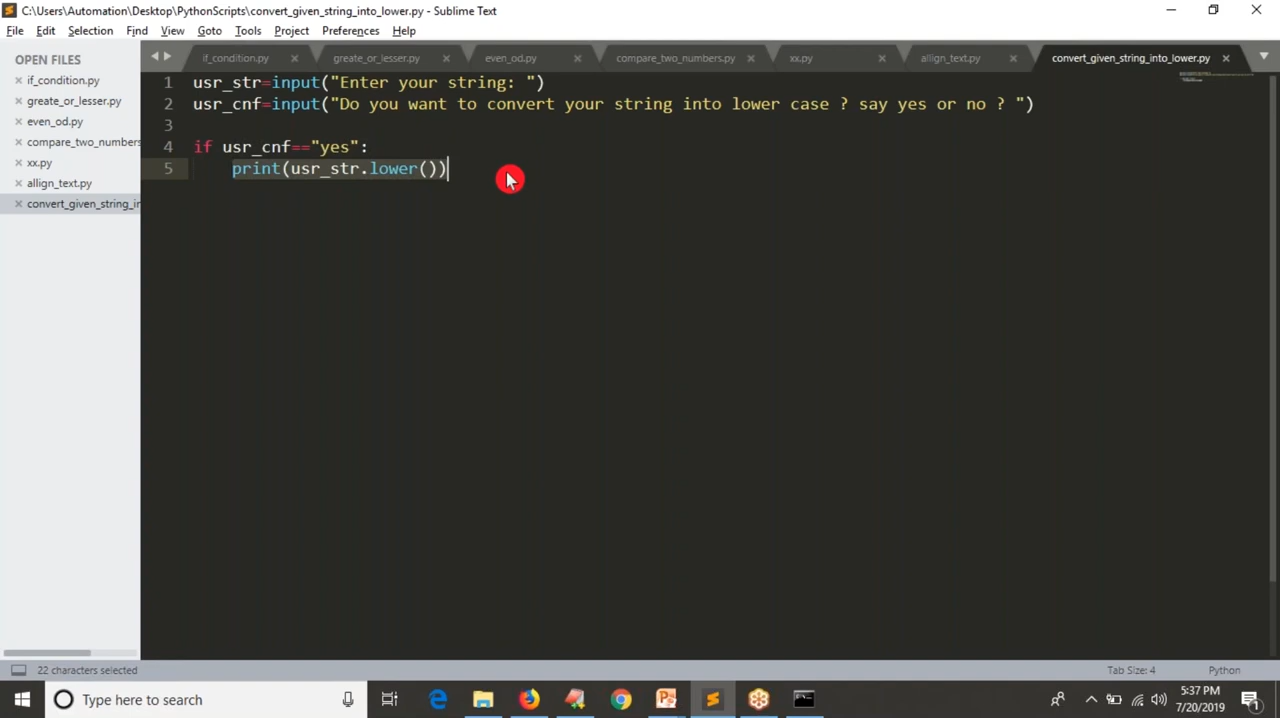 C:\Users\Automation\Desktop\PythonScripts\convert_given_string_into_lower.py - Sublime Text
File Edit Selection Find View Goto Tools Project Preferences Help
OPEN FILES
if_condition.py
greate_or_lesser.py
even_od.py
compare_two_numbers
xx.py
allign_text.py
convert_given_string_in
if_condition.py greate_or_lesser.py even_od.py compare_two_numbers.py xx.py allign_text.py convert_given_string_into_lower.py
1 usr_str=input("Enter your string: ")
2 usr_cnf=input("Do you want to convert your string into lower case ? say yes or no ? ")
3
4 if usr_cnf=="yes":
5 print(usr_str.lower())
22 characters selected Tab Size: 4 Python
Type here to search
5:37 PM
7/20/2019
1